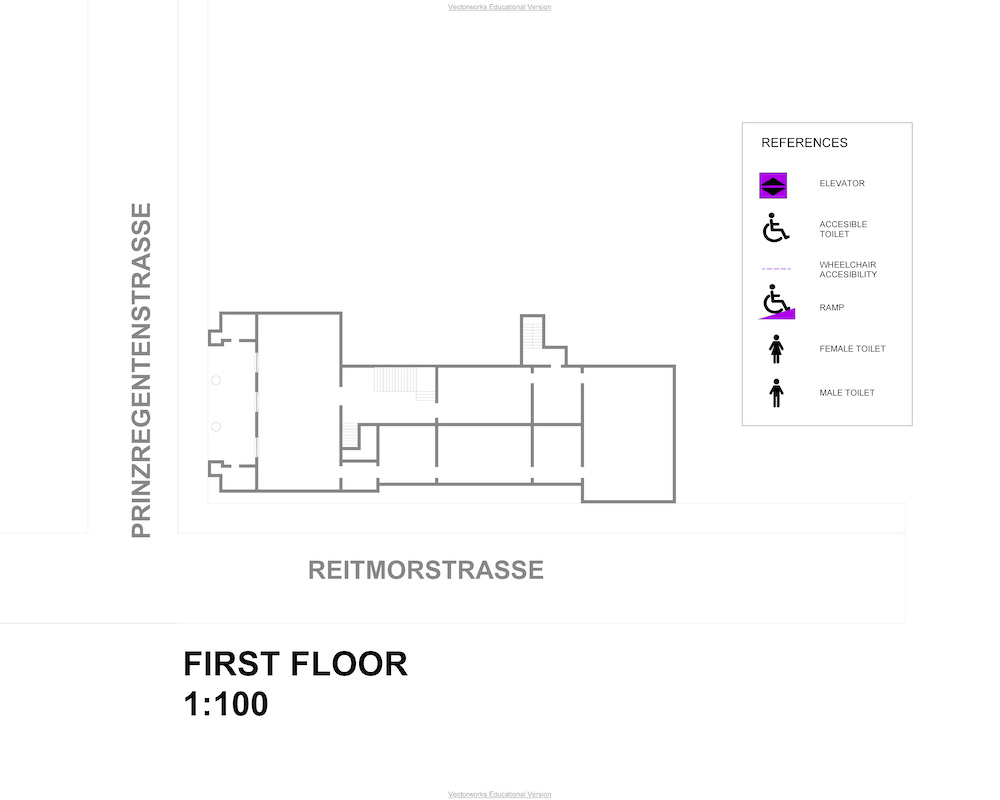 Vectorworks Educational Version
REFERENCES
ELEVATOR
ACCESIBLE
TOILET
WHEELCHAIR
ACCESIBILITY
RAMP
FEMALE TOILET
MALE TOILET
PRINZREGENTENSTRASSE
REITMORSTRASSE
FIRST FLOOR
1:100
Vectorworks Educational Version